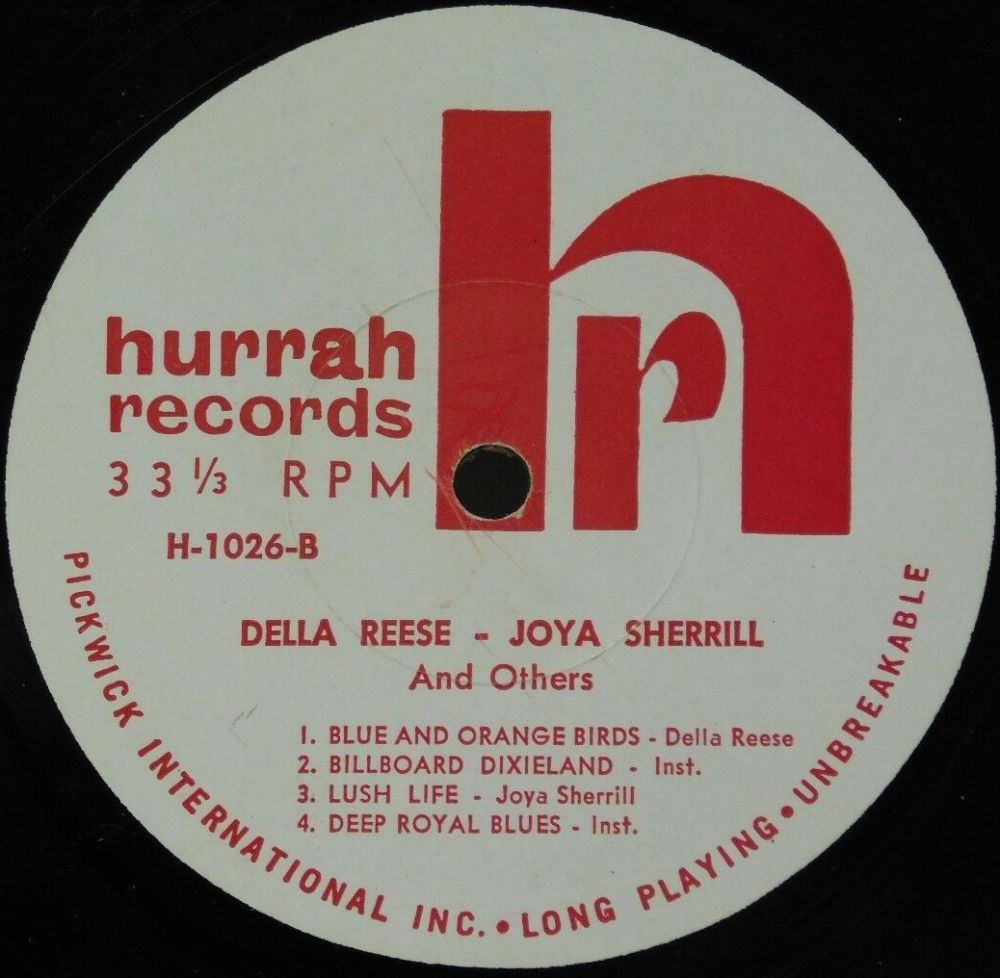 hr
hurrah
records
33 ⅓ RPM
H-1026-B
DELLA REESE - JOYA SHERRILL
And Others
1. BLUE AND ORANGE BIRDS - Della Reese
2. BILLBOARD DIXIELAND - Inst.
3. LUSH LIFE - Joya Sherrill
4. DEEP ROYAL BLUES - Inst.
PICKWICK INTERNATIONAL INC. • LONG PLAYING • UNBREAKABLE